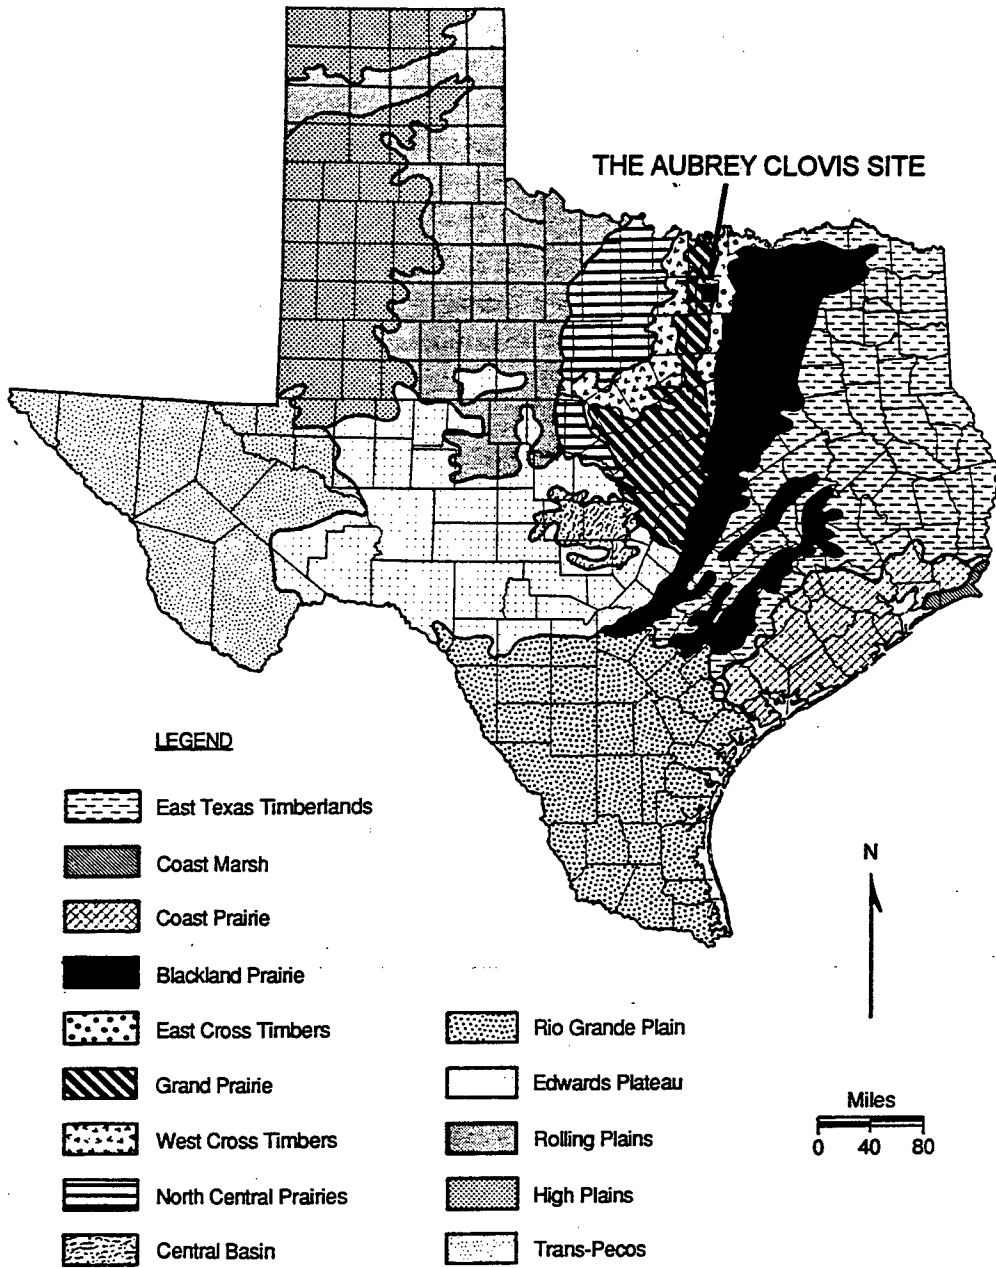 THE AUBREY CLOVIS SITE
LEGEND
East Texas Timberlands
Coast Marsh
Coast Prairie
Blackland Prairie
East Cross Timbers
Grand Prairie
West Cross Timbers
North Central Prairies
Central Basin
Rio Grande Plain
Edwards Plateau
Rolling Plains
High Plains
Trans-Pecos
N
Miles
0 40 80